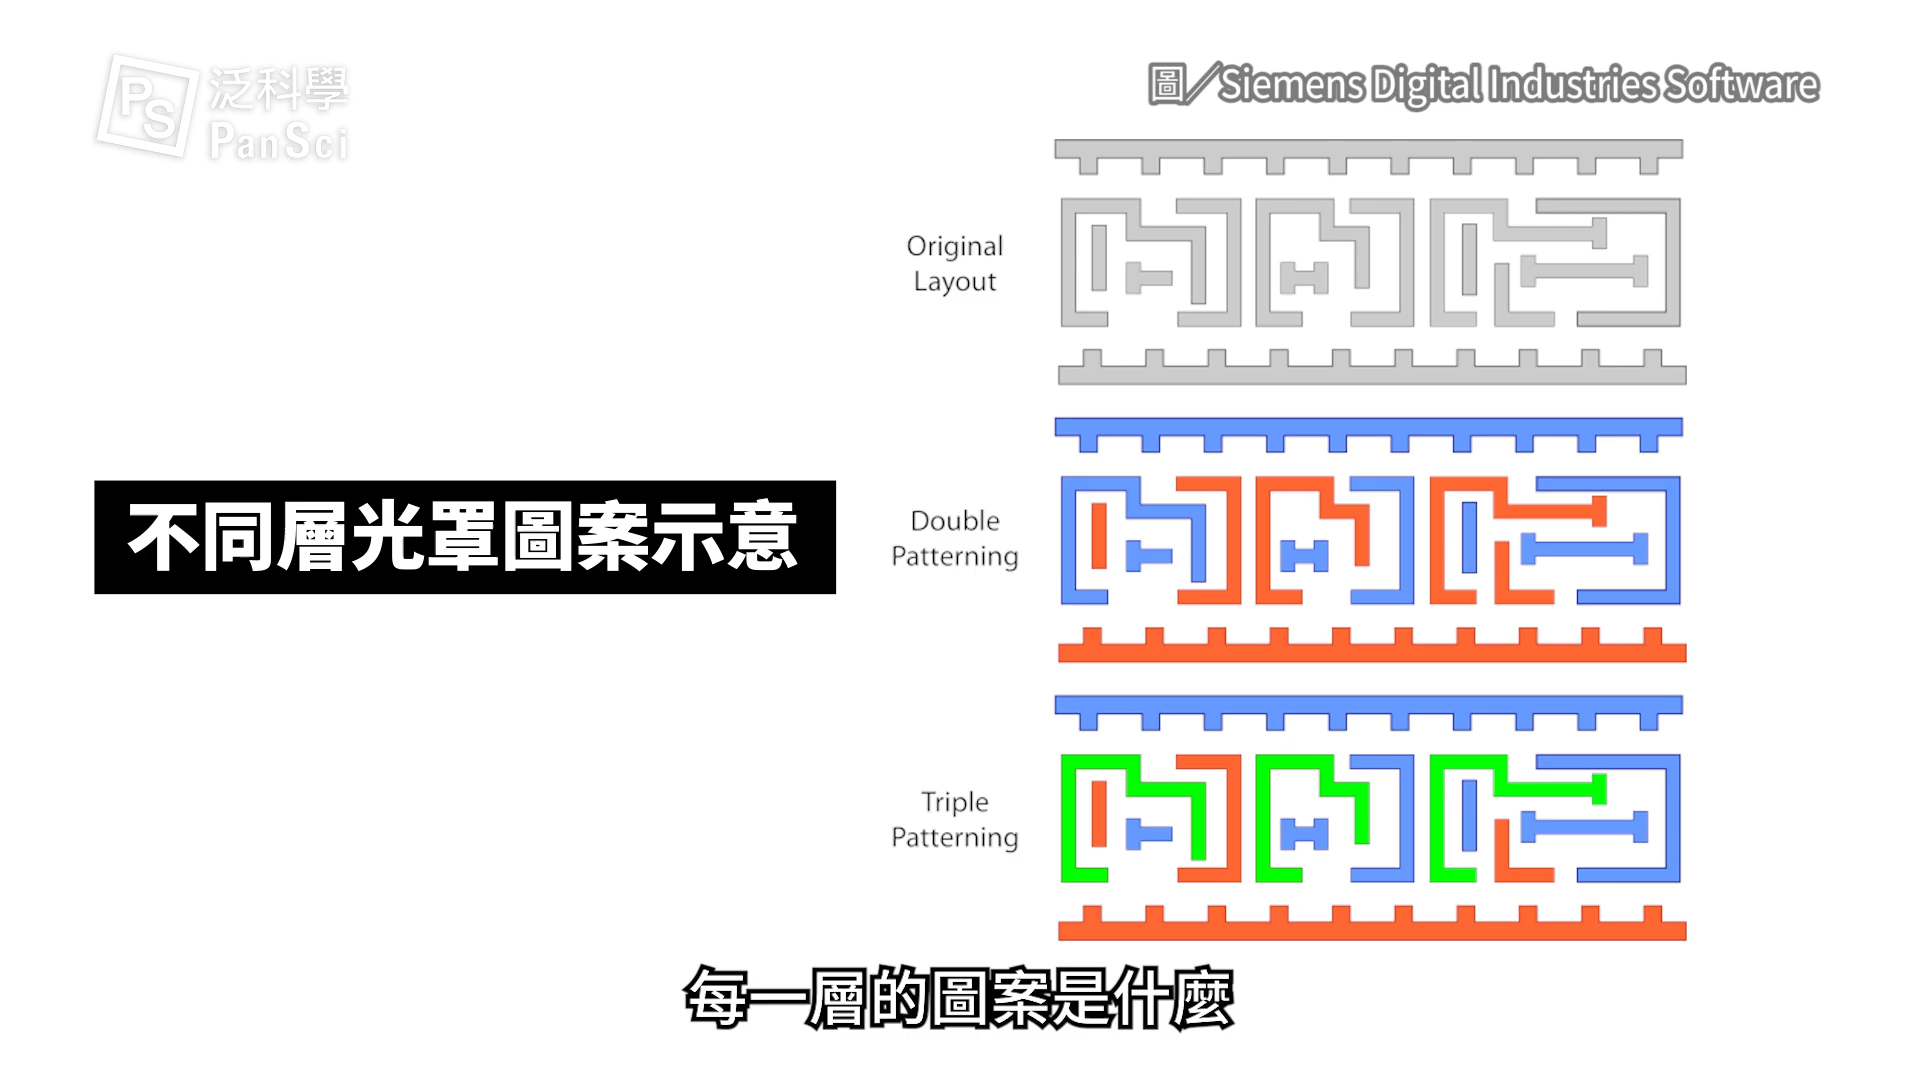 PS
泛科學
PanSci
圖／Siemens Digital Industries Software
Original
Layout
不同層光罩圖案示意
Double
Patterning
Triple
Patterning
每一層的圖案是什麼